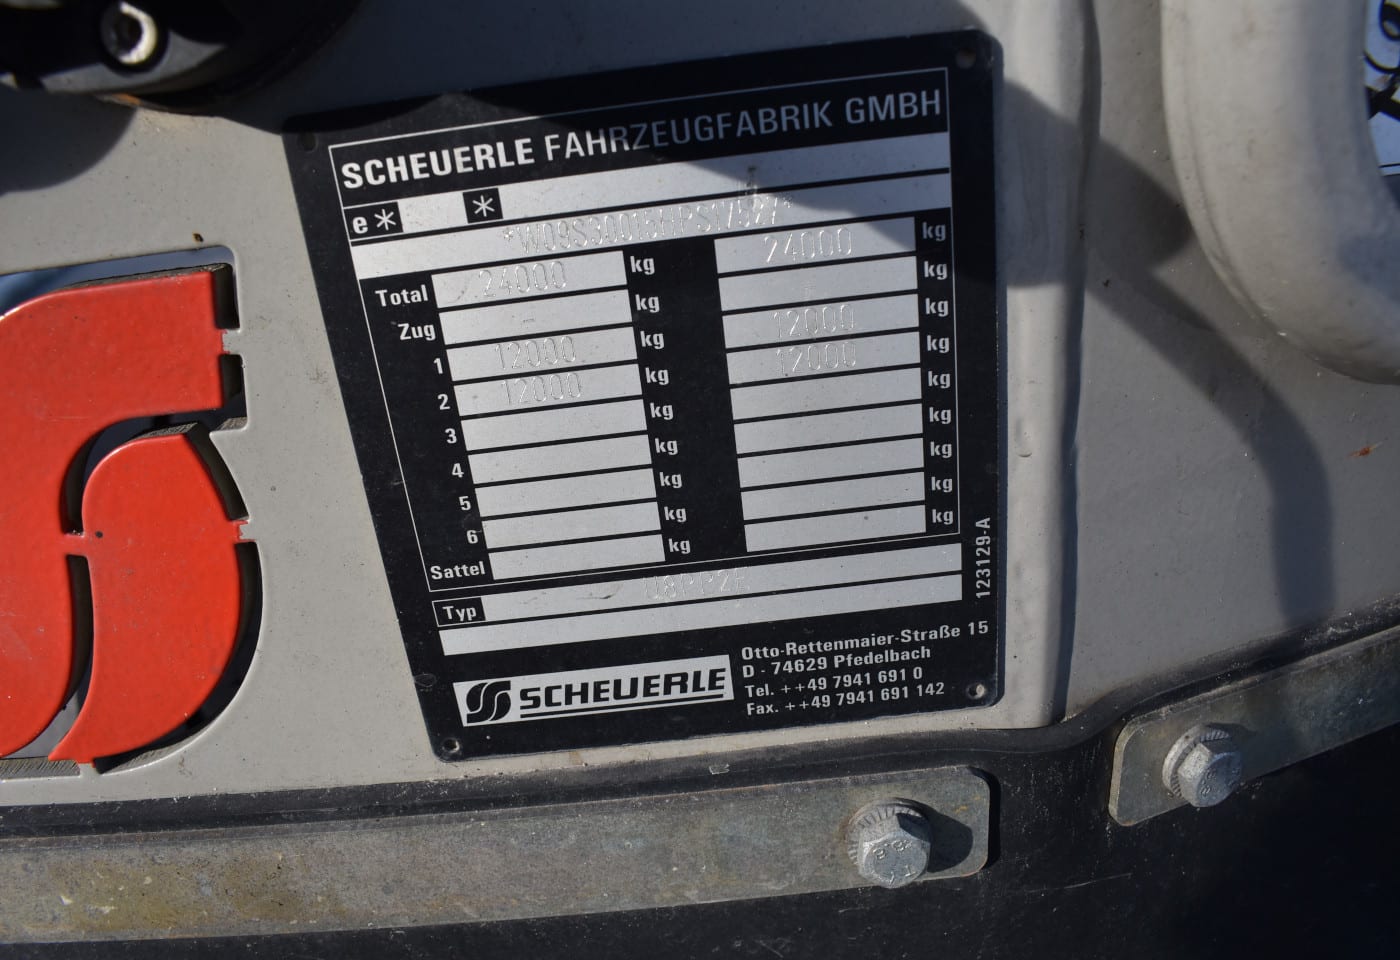 SCHEUERLE FAHRZEUGFABRIK GMBH
e * *
Total 24000 kg 24000 kg
Zug - kg kg
1 12000 kg 12000 kg
2 12000 kg 12000 kg
3 kg kg
4 kg kg
5 kg kg
6 kg kg
Sattel kg kg
Typ
123129-A
SCHEUERLE
Otto-Rettenmaier-Straße 15
D - 74629 Pfedelbach
Tel. ++49 7941 691 0
Fax. ++49 7941 691 142